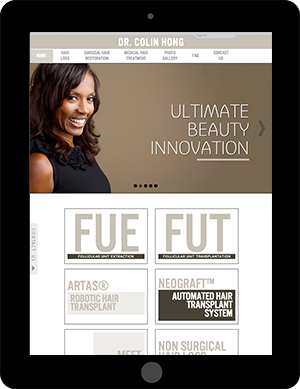 Search
DR. COLIN HONG
HOME
HAIR LOSS
SURGICAL HAIR RESTORATION
MEDICAL HAIR TREATMENT
PHOTO GALLERY
FAQ
CONTACT US
ULTIMATE
BEAUTY
INNOVATION
CONTACT US
FUE
FOLLICULAR UNIT EXTRACTION
FUT
FOLLICULAR UNIT TRANSPLANTATION
ARTAS®
ROBOTIC HAIR
TRANSPLANT
NEOGRAFT™
AUTOMATED HAIR
TRANSPLANT
SYSTEM
MEET
NON SURGICAL
HAIR LOSS